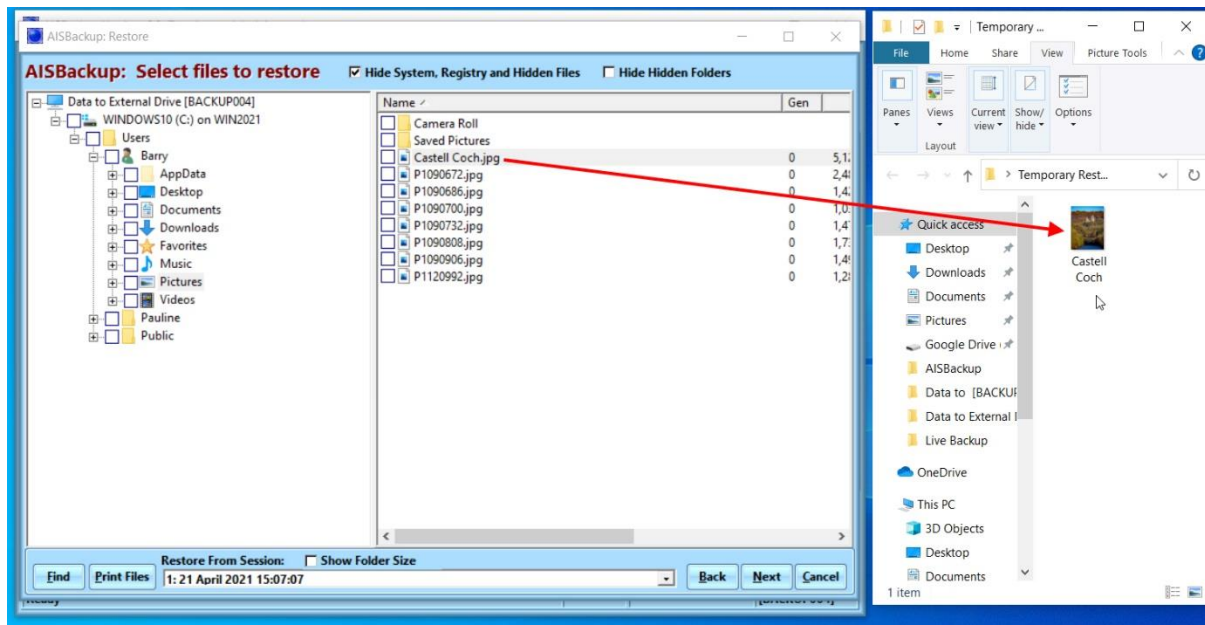 AISBackup: Restore
AISBackup: Select files to restore
Hide System, Registry and Hidden Files
Hide Hidden Folders
Data to External Drive [BACKUP004]
WINDOWS10 (C:) on WIN2021
Users
Barry
AppData
Desktop
Documents
Downloads
Favorites
Music
Pictures
Videos
Pauline
Public
Name
Gen
Camera Roll
Saved Pictures
Castell Coch.jpg 0
P1090672.jpg 0
P1090686.jpg 0
P1090700.jpg 0
P1090732.jpg 0
P1090808.jpg 0
P1090906.jpg 0
P1120992.jpg 0
Restore From Session:
Show Folder Size
Find
Print Files
1: 21 April 2021 15:07:07
Back
Next
Cancel
Temporary ...
File Home Share View Picture Tools
Panes
Views
Current view
Show/ hide
Options
Layout
Temporary Rest...
Quick access
Desktop
Downloads
Documents
Pictures
Google Drive
AISBackup
Data to [BACKUP
Data to External
Live Backup
OneDrive
This PC
3D Objects
Desktop
Documents
Castell
Coch
1 item